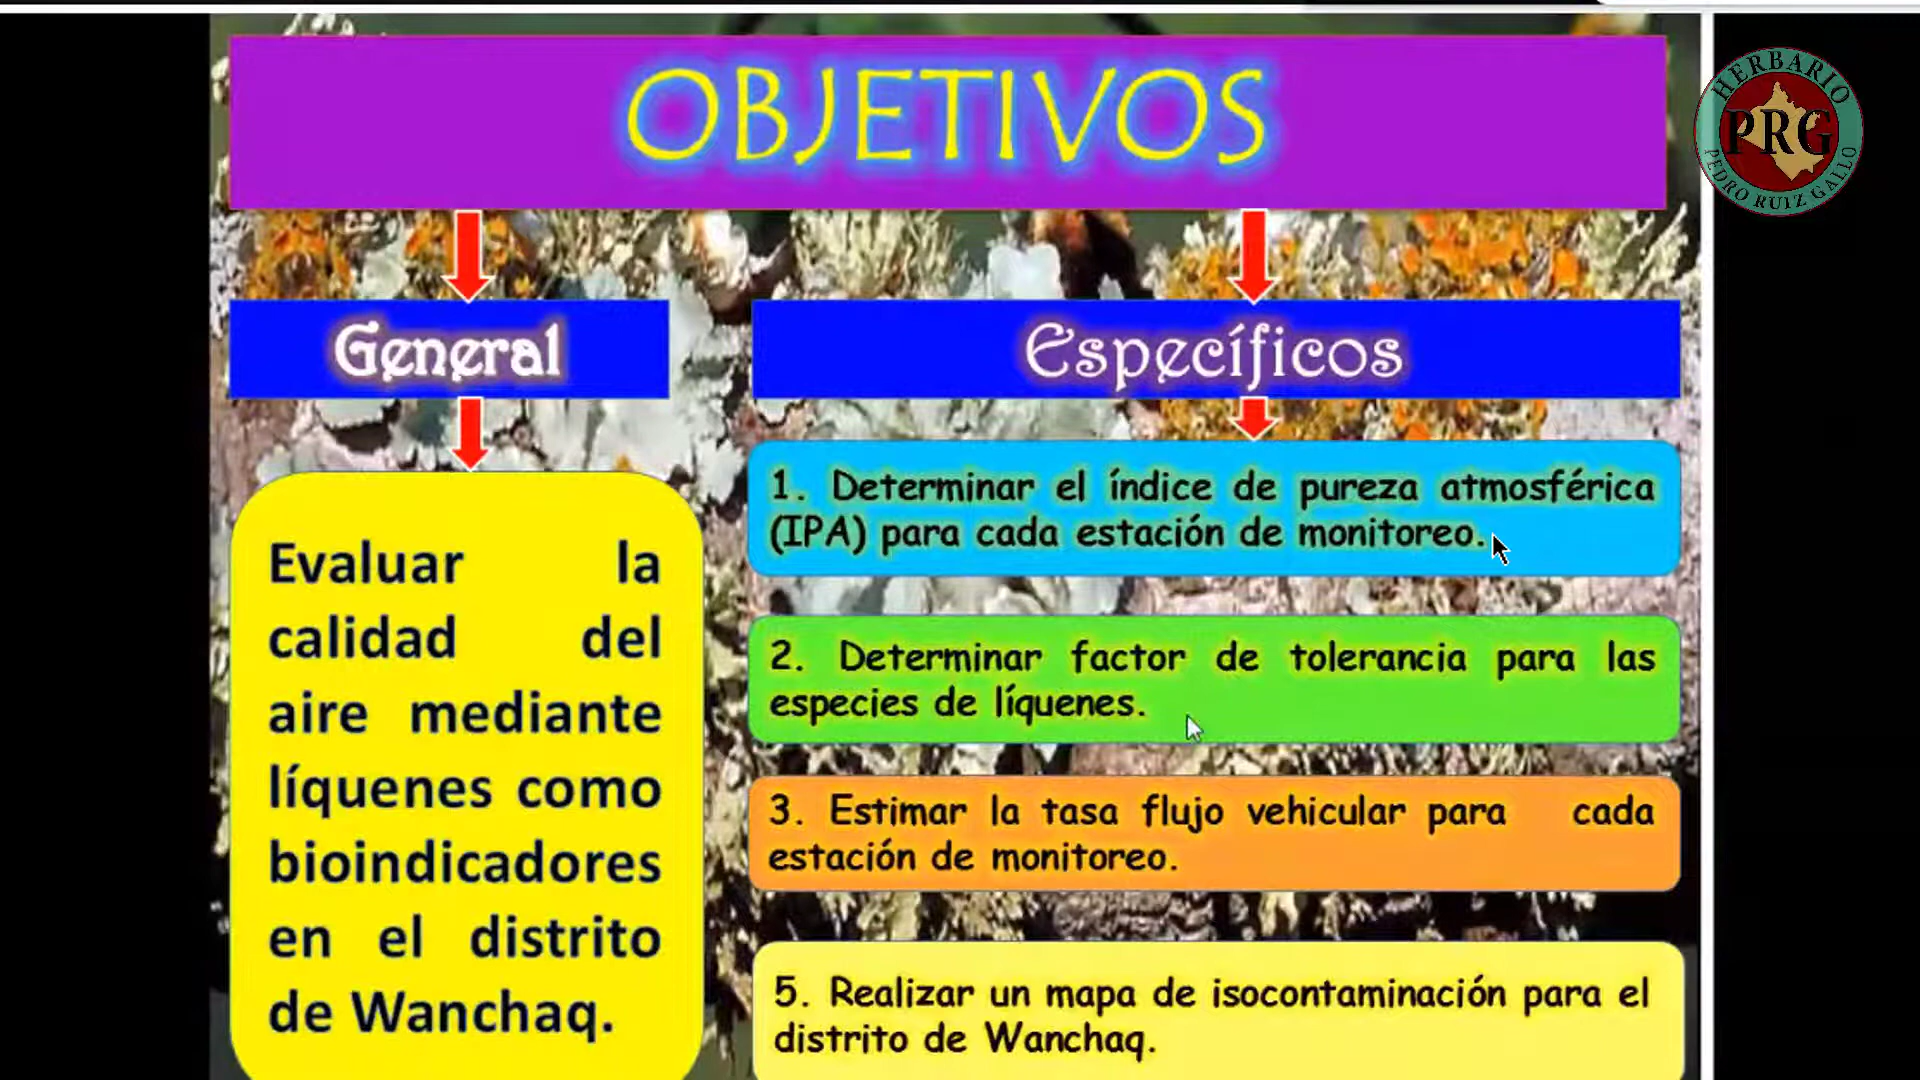 OBJETIVOS
HERBARIO
PRG
PEDRO RUIZ GALLO
General
Específicos
Evaluar la
calidad del
aire mediante
líquenes como
bioindicadores
en el distrito
de Wanchaq.
1. Determinar el índice de pureza atmosférica
(IPA) para cada estación de monitoreo.
2. Determinar factor de tolerancia para las
especies de líquenes.
3. Estimar la tasa flujo vehicular para cada
estación de monitoreo.
5. Realizar un mapa de isocontaminación para el
distrito de Wanchaq.